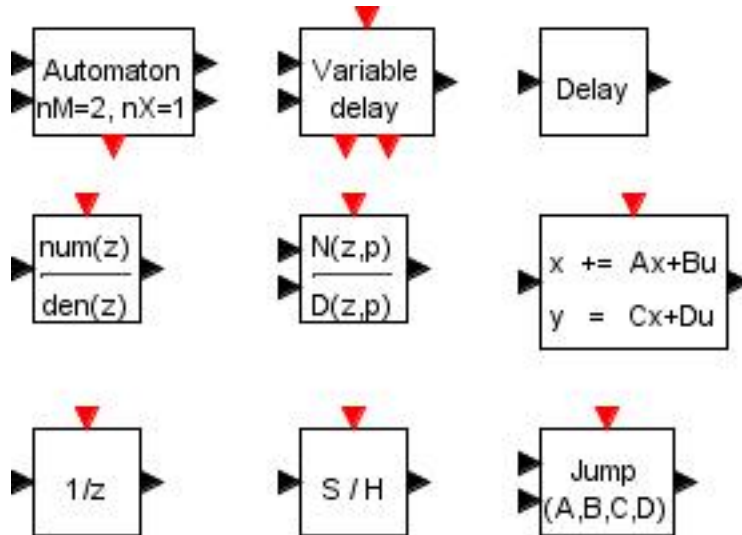 Automaton
nM=2, nX=1
Variable
delay
Delay
num(z)
den(z)
N(z,p)
D(z,p)
x += Ax+Bu
y = Cx+Du
1/z
S / H
Jump
(A,B,C,D)